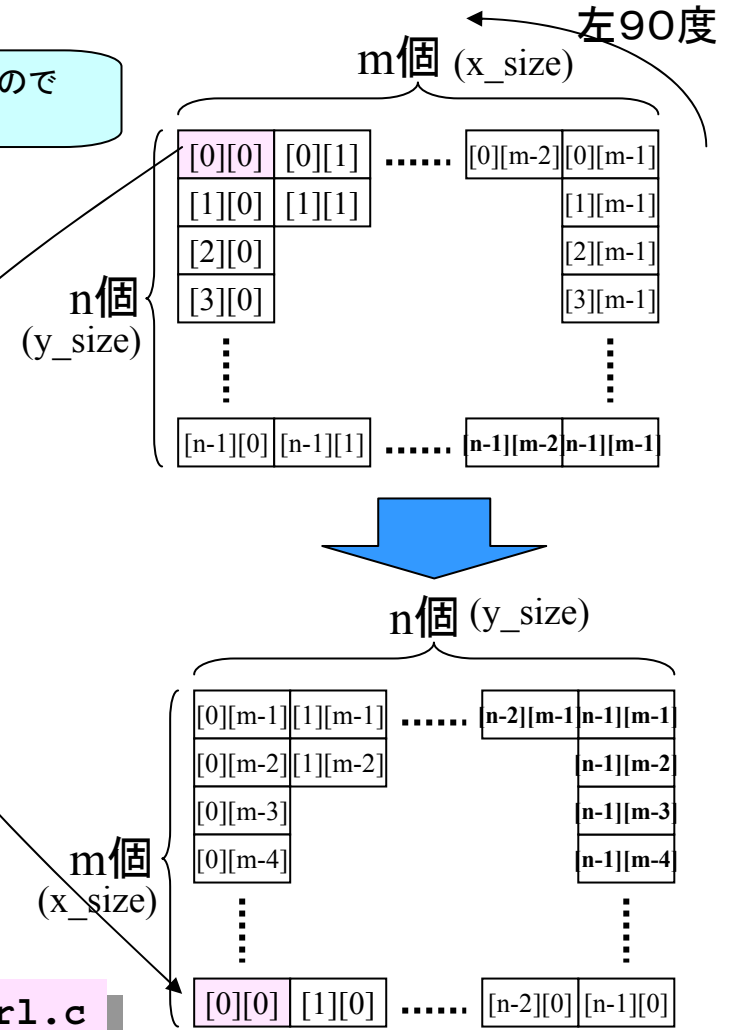 左90度
ので
m個 (x_size)
[0][0] [0][1] ...... [0][m-2] [0][m-1]
[1][0] [1][1] [1][m-1]
[2][0] [2][m-1]
n個 [3][0] [3][m-1]
(y_size)
[n-1][0] [n-1][1] ...... [n-1][m-2] [n-1][m-1]
n個 (y_size)
[0][m-1] [1][m-1] ...... [n-2][m-1] [n-1][m-1]
[0][m-2] [1][m-2] [n-1][m-2]
[0][m-3] [n-1][m-3]
m個 [0][m-4] [n-1][m-4]
(x_size)
[0][0] [1][0] ...... [n-2][0] [n-1][0]
rl.c